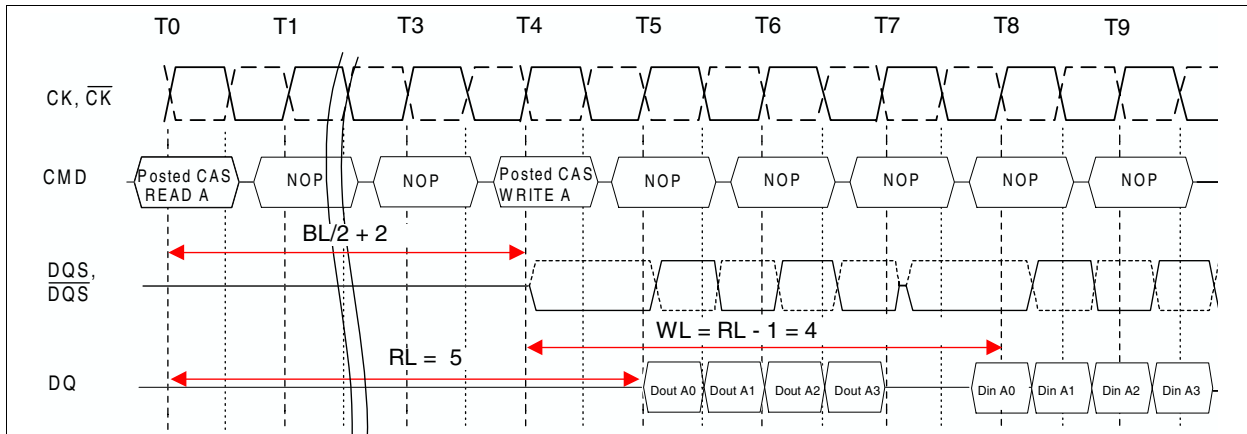 T0 T1 T3 T4 T5 T6 T7 T8 T9
CK, CK
CMD
Posted CAS
READ A
NOP
NOP
Posted CAS
WRITE A
NOP
NOP
NOP
NOP
NOP
BL/2 + 2
DQS,
DQS
WL = RL - 1 = 4
RL = 5
DQ
Dout A0 Dout A1 Dout A2 Dout A3 Din A0 Din A1 Din A2 Din A3